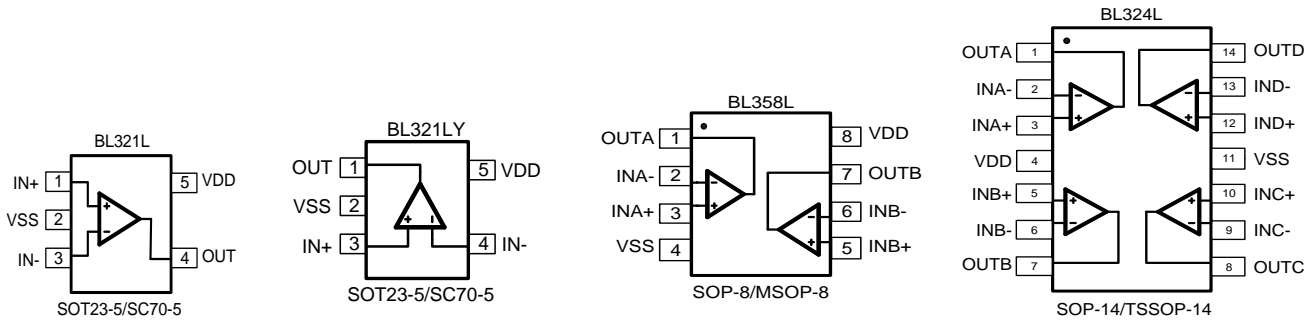 BL321L
IN+ 1
VSS 2
IN- 3
5 VDD
4 OUT
+
-
SOT23-5/SC70-5
BL321LY
OUT 1
VSS 2
IN+ 3
5 VDD
4 IN-
+ -
SOT23-5/SC70-5
BL358L
OUTA 1
INA- 2
INA+ 3
VSS 4
8 VDD
7 OUTB
6 INB-
5 INB+
-
+
-
+
SOP-8/MSOP-8
BL324L
OUTA 1
INA- 2
INA+ 3
VDD 4
INB+ 5
INB- 6
OUTB 7
14 OUTD
13 IND-
12 IND+
11 VSS
10 INC+
9 INC-
8 OUTC
-
+
-
+
+
-
+
-
SOP-14/TSSOP-14